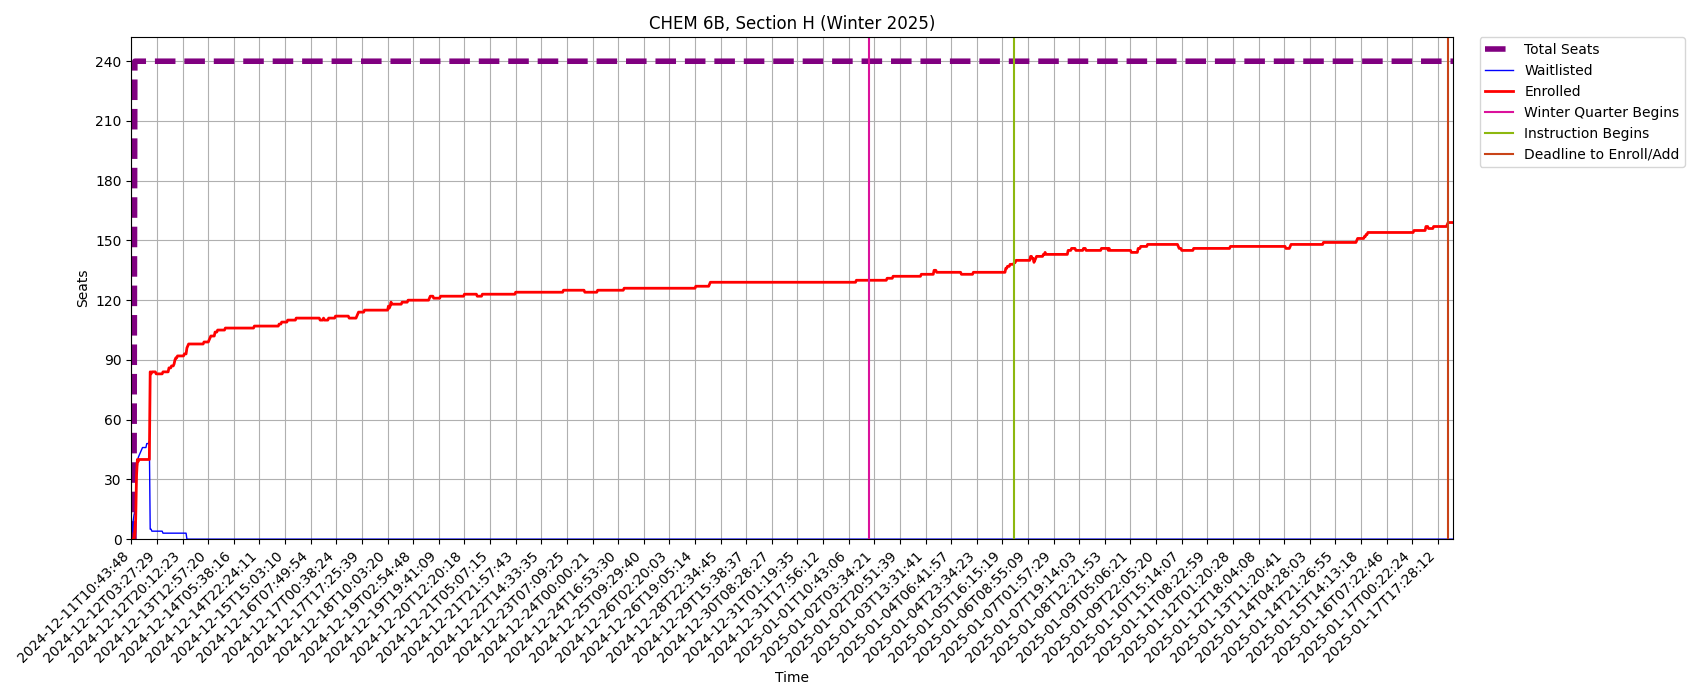 CHEM 6B, Section H (Winter 2025)
Total Seats
Waitlisted
Enrolled
Winter Quarter Begins
Instruction Begins
Deadline to Enroll/Add
Seats
240
210
180
150
120
90
60
30
0
2024-12-11T10:43:48
2024-12-12T03:27:29
2024-12-12T20:12:23
2024-12-13T12:57:20
2024-12-14T05:38:16
2024-12-14T22:24:11
2024-12-15T15:03:10
2024-12-16T07:49:54
2024-12-17T00:38:24
2024-12-17T17:25:39
2024-12-18T10:03:20
2024-12-19T02:54:48
2024-12-19T19:41:09
2024-12-20T12:20:18
2024-12-21T05:07:15
2024-12-21T21:57:43
2024-12-22T14:33:35
2024-12-23T07:09:25
2024-12-24T00:00:21
2024-12-24T16:53:30
2024-12-25T09:29:40
2024-12-26T02:20:03
2024-12-26T19:05:14
2024-12-28T22:34:45
2024-12-29T15:38:37
2024-12-30T08:28:27
2024-12-31T01:19:35
2024-12-31T17:56:12
2025-01-01T10:43:06
2025-01-02T03:34:21
2025-01-02T20:51:39
2025-01-03T13:31:41
2025-01-04T06:41:57
2025-01-04T23:34:23
2025-01-05T16:15:19
2025-01-06T08:55:09
2025-01-07T01:57:29
2025-01-07T19:14:03
2025-01-08T12:21:53
2025-01-09T05:06:21
2025-01-09T22:05:20
2025-01-10T15:14:07
2025-01-11T08:22:59
2025-01-12T01:20:28
2025-01-12T18:04:08
2025-01-13T11:20:41
2025-01-14T04:28:03
2025-01-14T21:26:55
2025-01-15T14:13:18
2025-01-16T07:22:46
2025-01-17T00:22:24
2025-01-17T17:28:12
Time